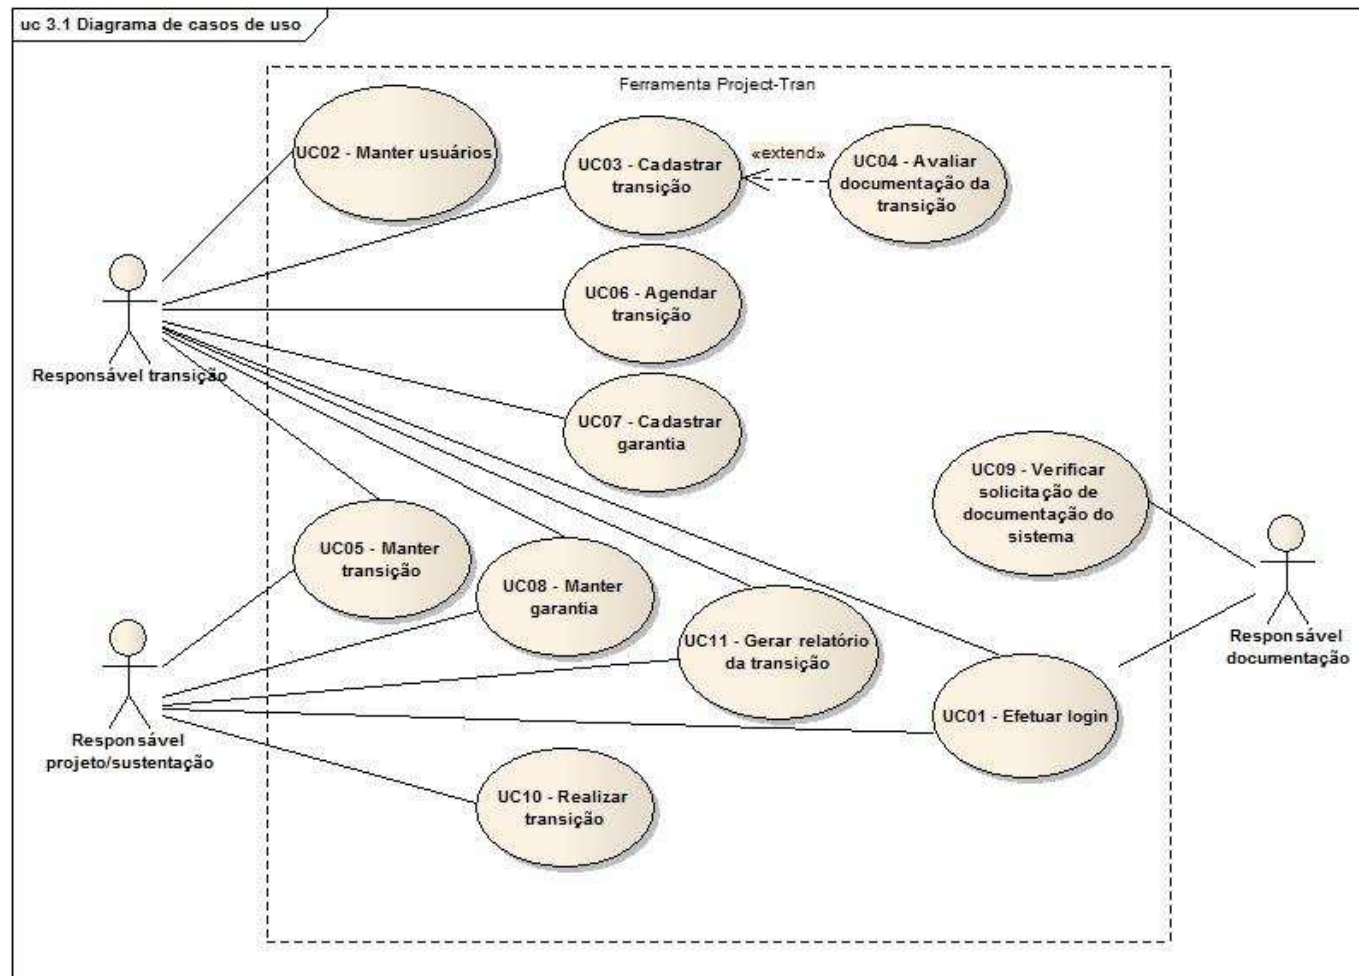 uc 3.1 Diagrama de casos de uso
Ferramenta Project-Tran
UC02 - Manter usuários
UC03 - Cadastrar
transição
«extend»
UC04 - Avaliar
documentação da
transição
UC06 - Agendar
transição
Responsável transição
UC07 - Cadastrar
garantia
UC09 - Verificar
solicitação de
documentação do
sistema
UC05 - Manter
transição
UC08 - Manter
garantia
UC11 - Gerar relatório
da transição
Responsável
documentação
UC01 - Efetuar login
Responsável
projeto/sustentação
UC10 - Realizar
transição